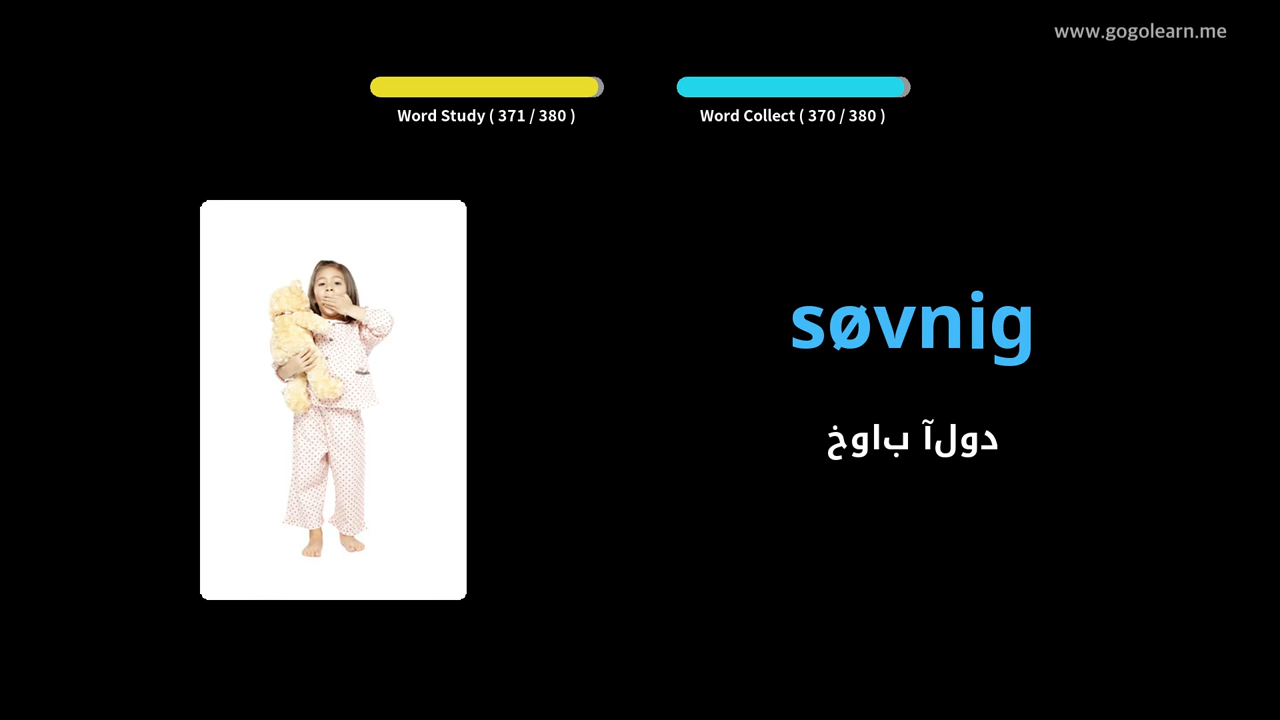 www.gogolearn.me
Word Study ( 371 / 380 )
Word Collect ( 370 / 380 )
søvnig
دولآ باوخ